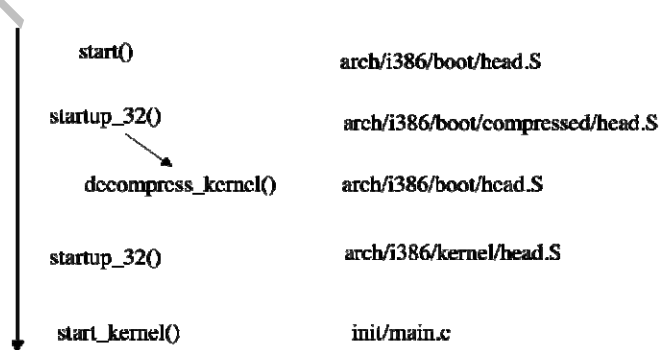 start() arch/i386/boot/head.S
startup_32() arch/i386/boot/compressed/head.S
decompress_kernel() arch/i386/boot/head.S
startup_32() arch/i386/kernel/head.S
start_kernel() init/main.c